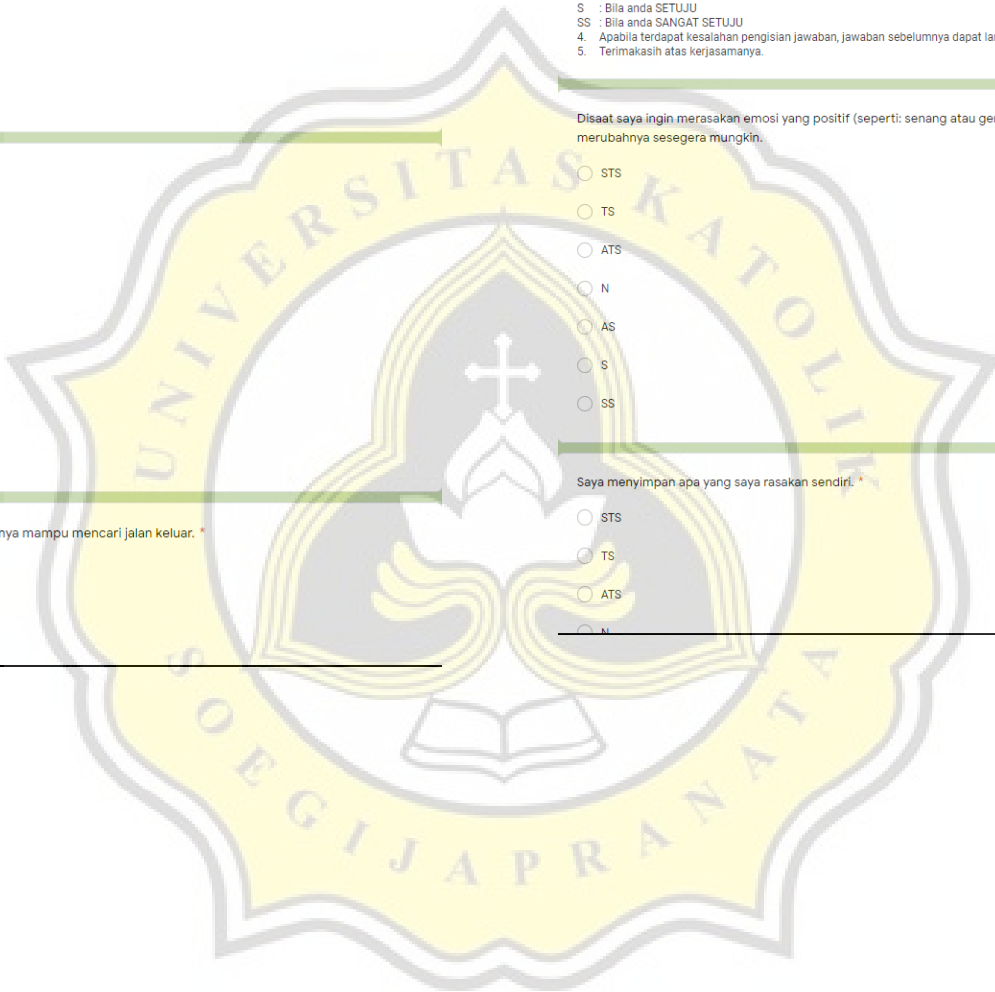 nya mampu mencari jalan keluar. *
S : Bila anda SETUJU
SS : Bila anda SANGAT SETUJU
4. Apabila terdapat kesalahan pengisian jawaban, jawaban sebelumnya dapat
5. Terimakasih atas kerjasamanya.
Disaat saya ingin merasakan emosi yang positif (seperti: senang atau
merubahnya sesegera mungkin.
STS
TS
ATS
N
AS
S
SS
Saya menyimpan apa yang saya rasakan sendiri. *
STS
TS
ATS
N
UNIVERSITAS KATOLIK
SOEGIJAPRANATA